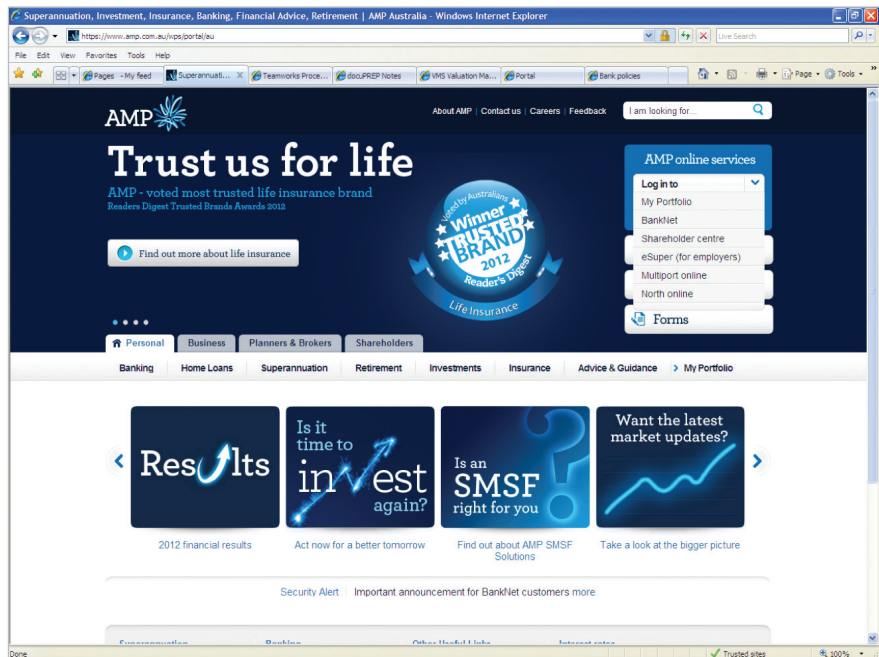 Superannuation, Investment, Insurance, Banking, Financial Advice, Retirement | AMP Australia - Windows Internet Explorer
https://www.amp.com.au/wps/portal/au
Live Search
File Edit View Favorites Tools Help
Pages - My feed
Superannuati...
Teamworks Proce...
docuPREP Notes
VMS Valuation Ma...
Portal
Bank policies
Page
Tools
AMP
About AMP | Contact us | Careers | Feedback
I am looking for...
Trust us for life
AMP - voted most trusted life insurance brand
Readers Digest Trusted Brands Awards 2012
Find out more about life insurance
Voted by Australians
Winner
TRUSTED
BRAND
2012
Reader's Digest
Life Insurance
AMP online services
Log in to
My Portfolio
BankNet
Shareholder centre
eSuper (for employers)
Multiport online
North online
Forms
Personal
Business
Planners & Brokers
Shareholders
Banking
Home Loans
Superannuation
Retirement
Investments
Insurance
Advice & Guidance
My Portfolio
Results
Is it
time to
invest
again?
Is an
SMSF
right for you
Want the latest
market updates?
2012 financial results
Act now for a better tomorrow
Find out about AMP SMSF
Solutions
Take a look at the bigger picture
Security Alert | Important announcement for BankNet customers more
Superannuation
Banking
Other Useful Links
Interest rates
Done
Trusted sites
100%